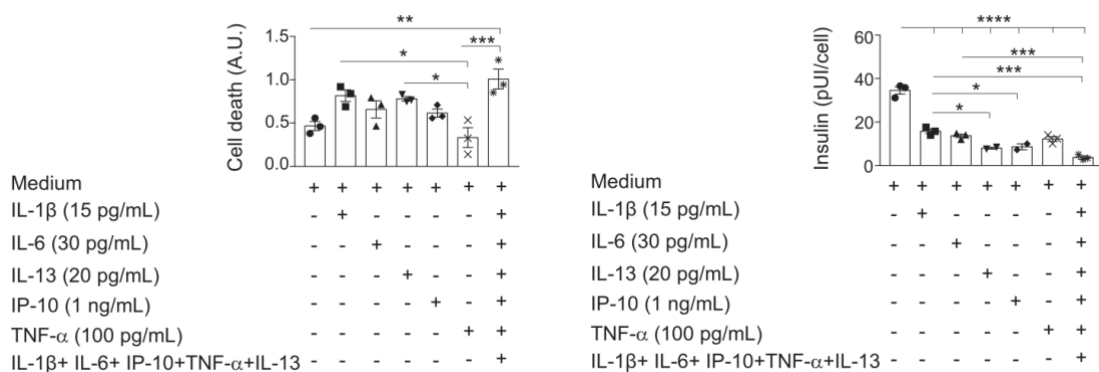 **
*
***
*
Cell death (A.U.)
1.5
1.0
0.5
0.0
Medium + + + + + + +
IL-1β (15 pg/mL) - + - - - - +
IL-6 (30 pg/mL) - - + - - - +
IL-13 (20 pg/mL) - - - + - - +
IP-10 (1 ng/mL) - - - - + - +
TNF-α (100 pg/mL) - - - - - + +
IL-1β+ IL-6+ IP-10+TNF-α+IL-13 - - - - - - +
****
***
***
*
*
Insulin (pUI/cell)
60
40
20
0
Medium + + + + + + +
IL-1β (15 pg/mL) - + - - - - +
IL-6 (30 pg/mL) - - + - - - +
IL-13 (20 pg/mL) - - - + - - +
IP-10 (1 ng/mL) - - - - + - +
TNF-α (100 pg/mL) - - - - - + +
IL-1β+ IL-6+ IP-10+TNF-α+IL-13 - - - - - - +